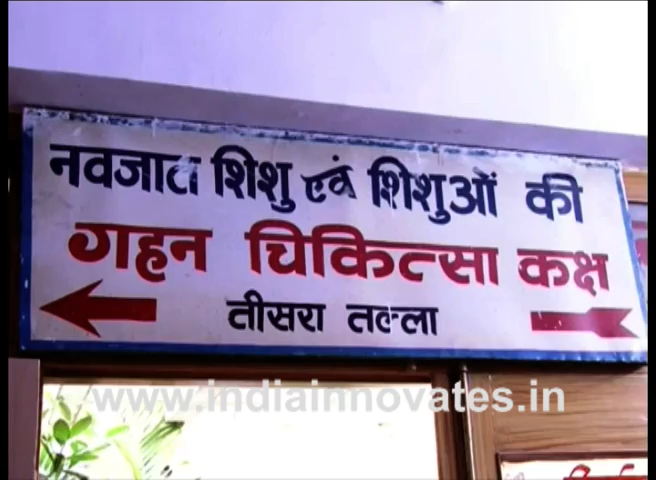 नवजात शिशु एवं शिशुओं की
गहन चिकित्सा कक्ष
तीसरा तल्ला
www.indiainnovates.in